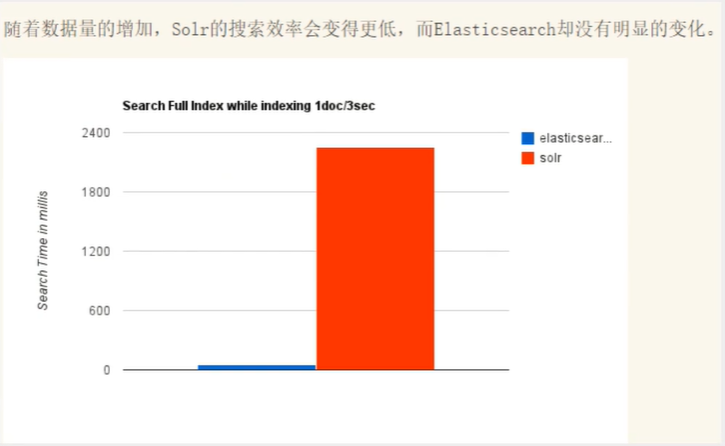 随着数据量的增加，Solr的搜索效率会变得更低，而Elasticsearch却没有明显的变化。
Search Full Index while indexing 1doc/3sec
2400
1800
1200
600
0
Search Time in millis
elasticsear...
solr